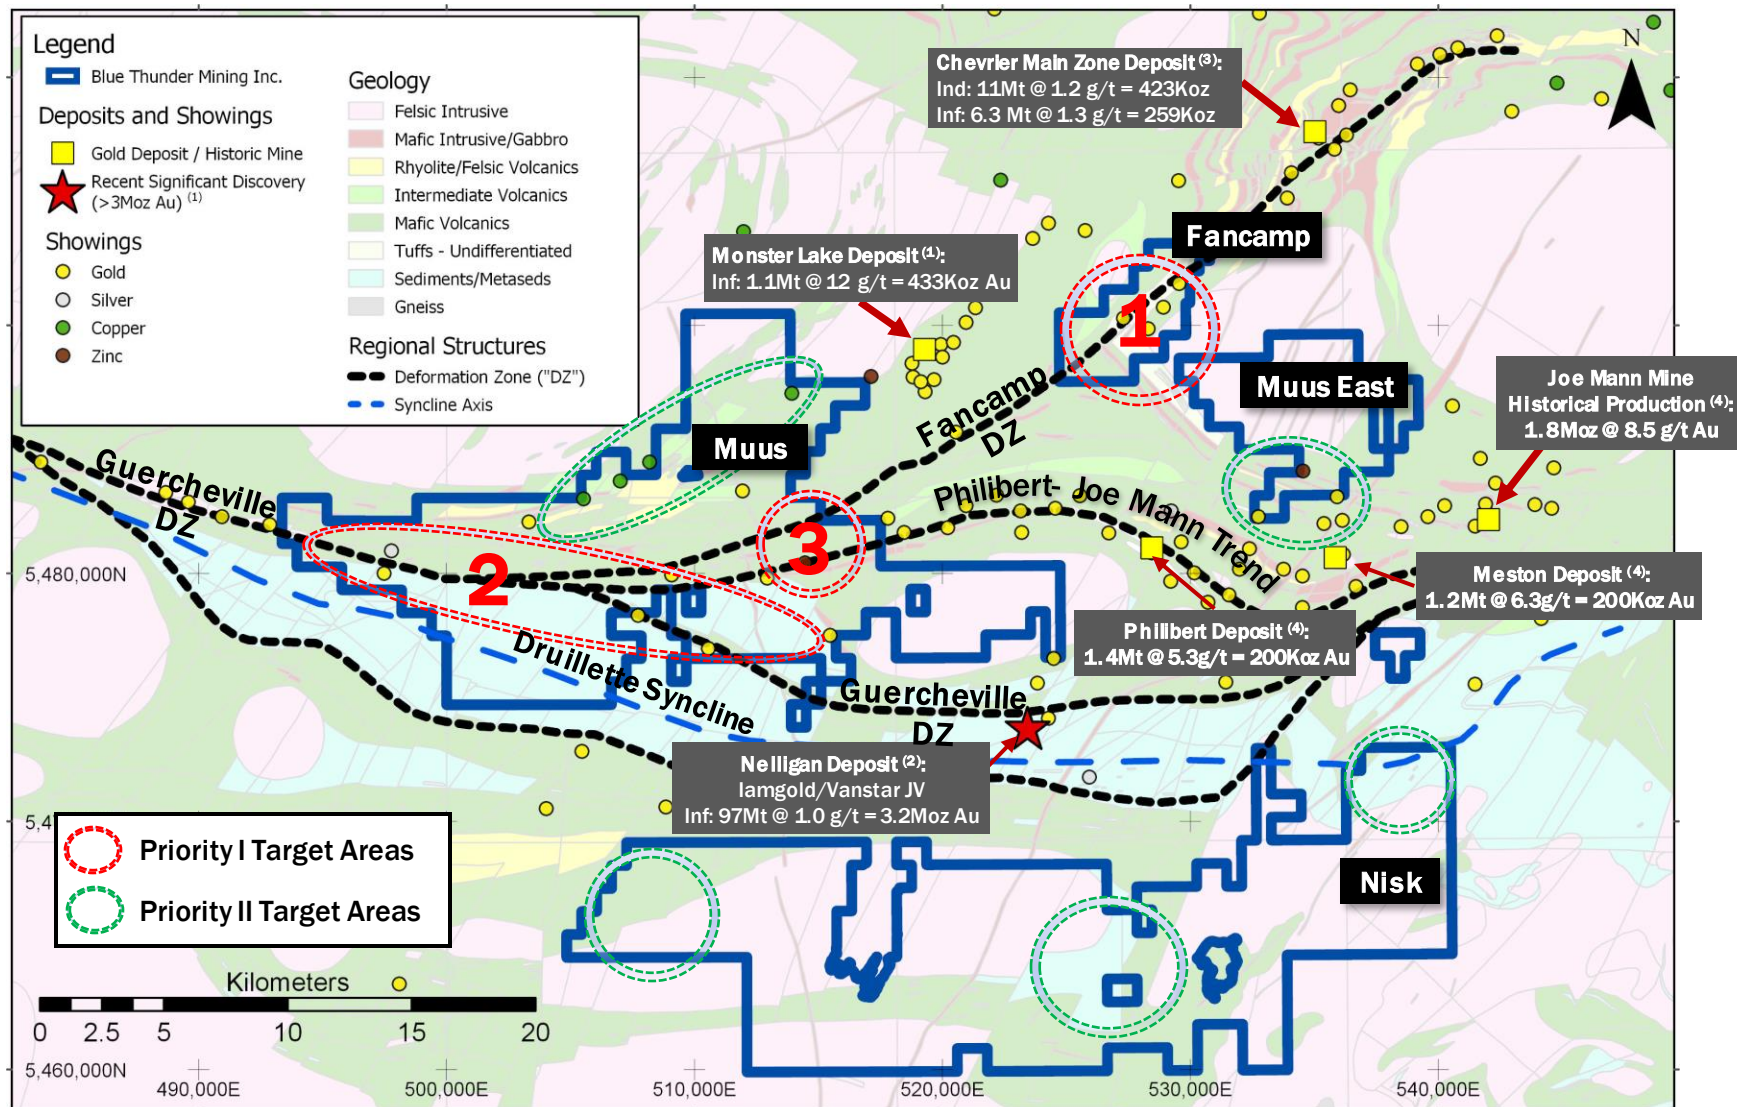 Legend
Blue Thunder Mining Inc.
Deposits and Showings
Gold Deposit / Historic Mine
Recent Significant Discovery
(>3Moz Au) (1)
Showings
Gold
Silver
Copper
Zinc
Geology
Felsic Intrusive
Mafic Intrusive/Gabbro
Rhyolite/Felsic Volcanics
Intermediate Volcanics
Mafic Volcanics
Tuffs - Undifferentiated
Sediments/Metaseds
Gneiss
Regional Structures
Deformation Zone ("DZ")
Syncline Axis
N
Chevrier Main Zone Deposit (3):
Ind: 11Mt @ 1.2 g/t = 423Koz
Inf: 6.3 Mt @ 1.3 g/t = 259Koz
Fancamp
Monster Lake Deposit (1):
Inf: 1.1Mt @ 12 g/t = 433Koz Au
1
Muus East
Joe Mann Mine
Historical Production (4):
1.8Moz @ 8.5 g/t Au
Fancamp
DZ
Muus
Guercheville
DZ
Philibert- Joe Mann Trend
3
2
5,480,000N
Meston Deposit (4):
1.2Mt @ 6.3g/t = 200Koz Au
Philibert Deposit (4):
1.4Mt @ 5.3g/t = 200Koz Au
Druillette Syncline
Guercheville
DZ
Nelligan Deposit (2):
Iamgold/Vanstar JV
Inf: 97Mt @ 1.0 g/t = 3.2Moz Au
Priority I Target Areas
Priority II Target Areas
Nisk
Kilometers
0 2.5 5 10 15 20
5,460,000N
490,000E 500,000E 510,000E 520,000E 530,000E 540,000E